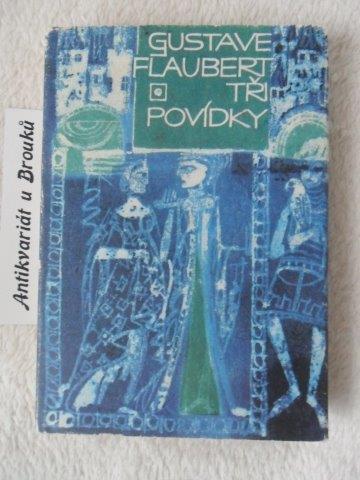 GUSTAVE
FLAUBERT
TŘI
POVÍDKY
Antikvariát u Brouků